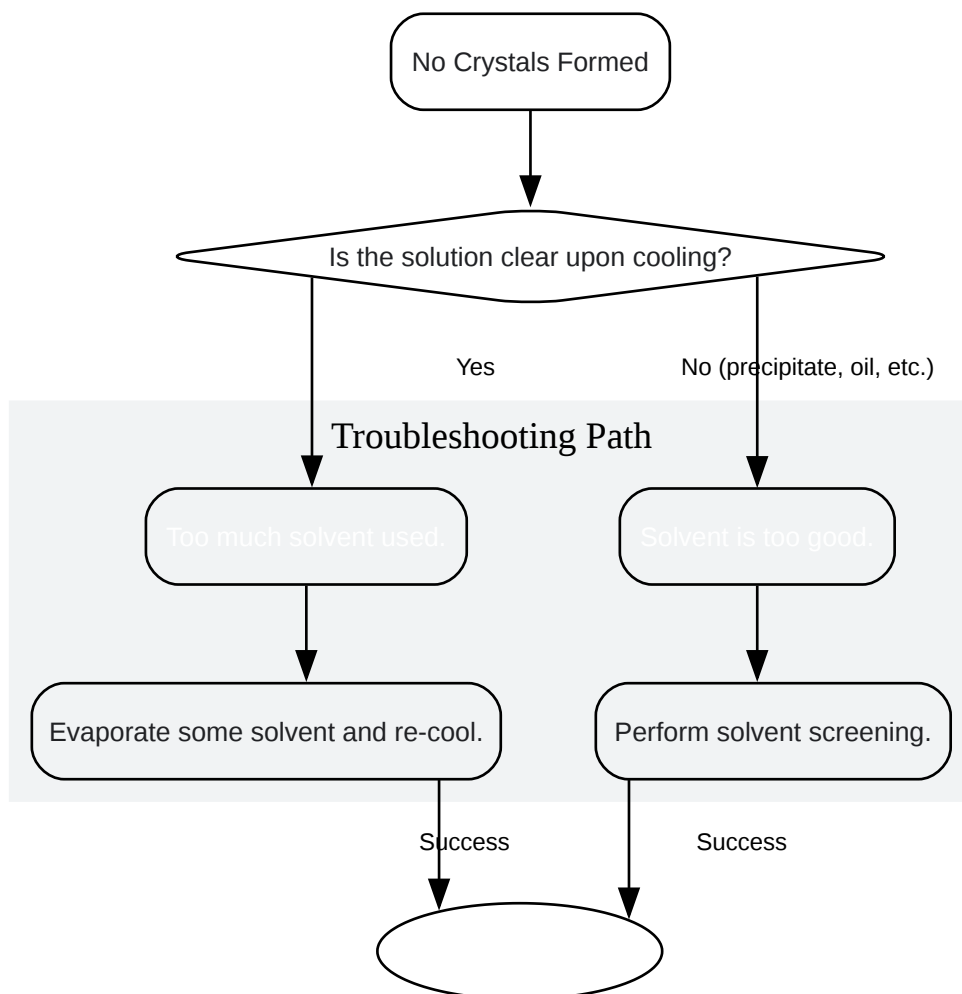 No Crystals Formed
Is the solution clear upon cooling?
Yes
No (precipitate, oil, etc.)
Troubleshooting Path
Too much solvent used.
Solvent is too good.
Evaporate some solvent and re-cool.
Perform solvent screening.
Success
Success